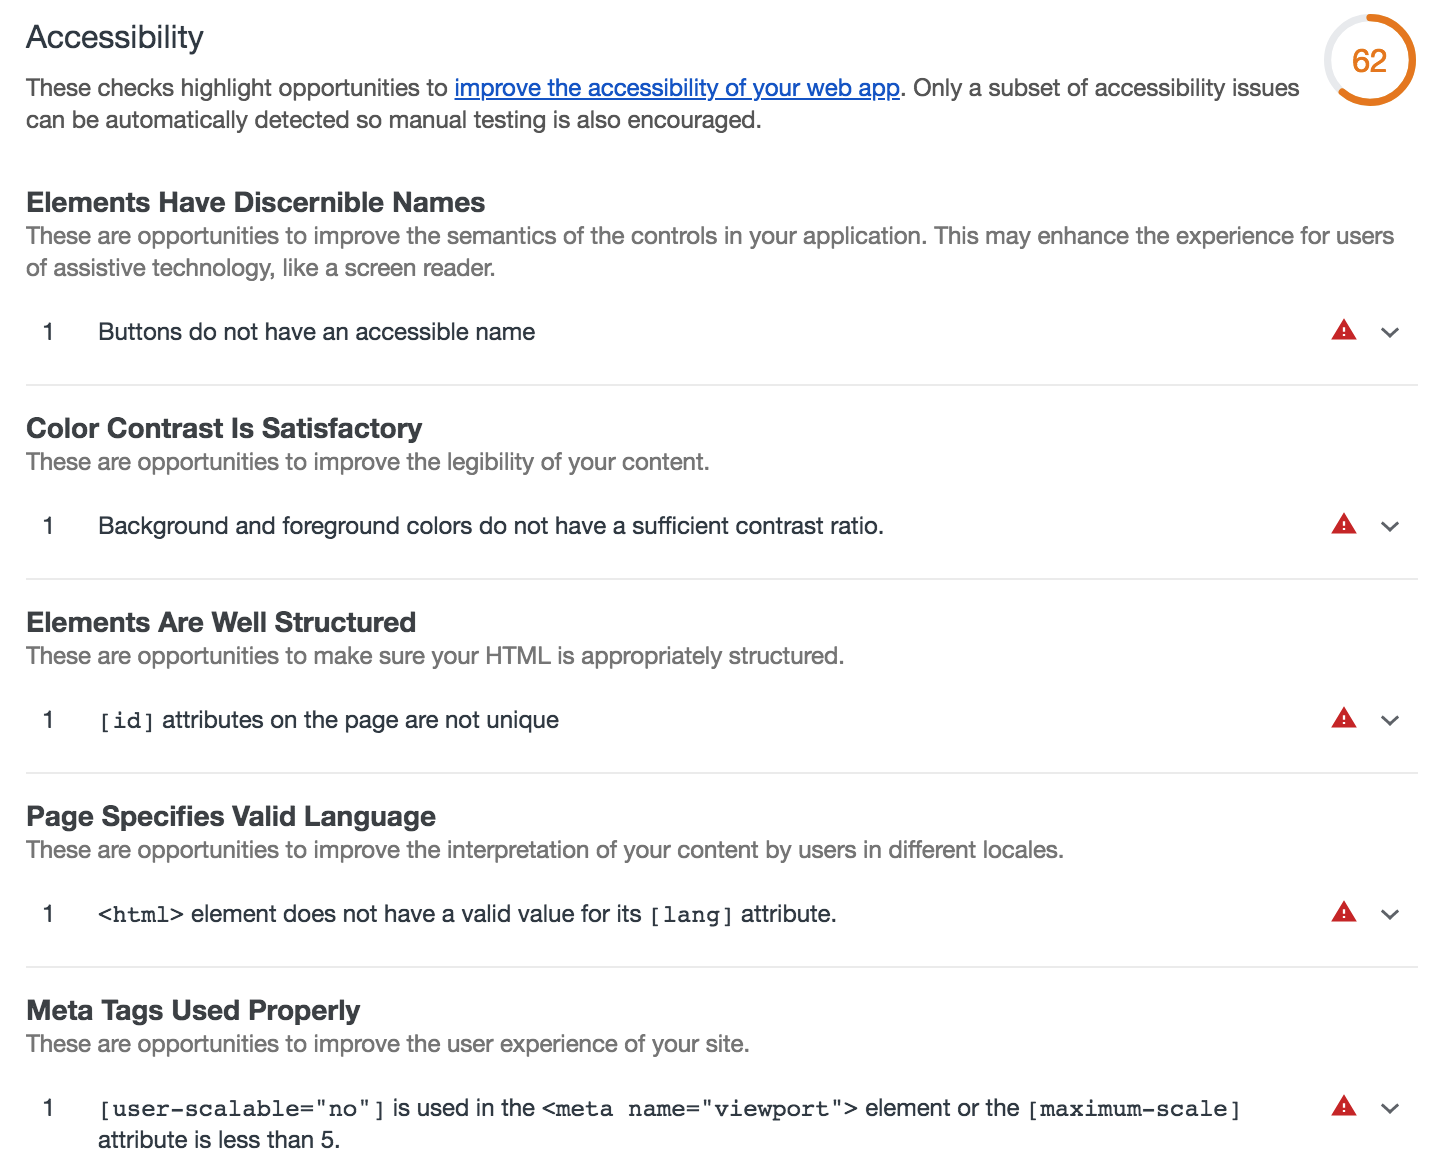 Accessibility
62
These checks highlight opportunities to improve the accessibility of your web app. Only a subset of accessibility issues
can be automatically detected so manual testing is also encouraged.
Elements Have Discernible Names
These are opportunities to improve the semantics of the controls in your application. This may enhance the experience for users
of assistive technology, like a screen reader.
1 Buttons do not have an accessible name
Color Contrast Is Satisfactory
These are opportunities to improve the legibility of your content.
1 Background and foreground colors do not have a sufficient contrast ratio.
Elements Are Well Structured
These are opportunities to make sure your HTML is appropriately structured.
1 [id] attributes on the page are not unique
Page Specifies Valid Language
These are opportunities to improve the interpretation of your content by users in different locales.
1 <html> element does not have a valid value for its [lang] attribute.
Meta Tags Used Properly
These are opportunities to improve the user experience of your site.
1 [user-scalable="no"] is used in the <meta name="viewport"> element or the [maximum-scale]
attribute is less than 5.